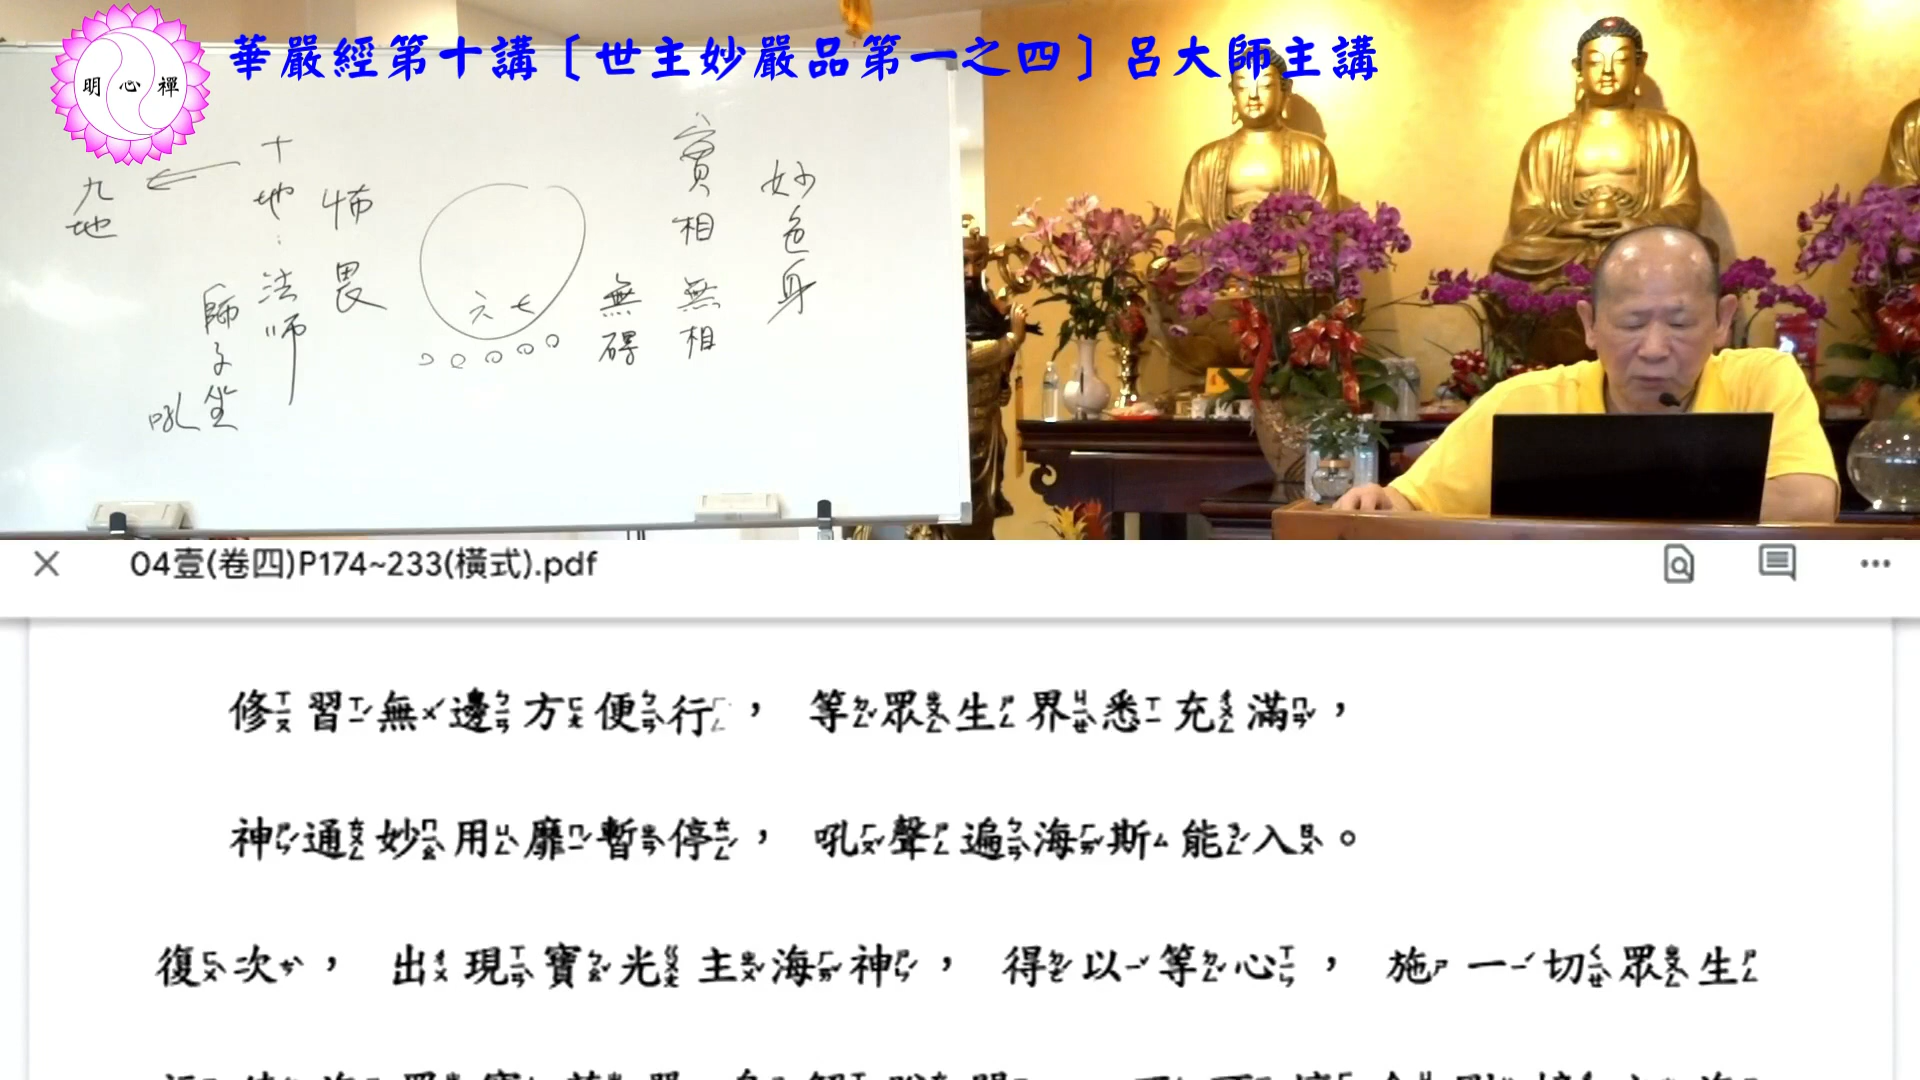 華嚴經第十講〔世主妙嚴品第一之四〕呂大師主講
明心禪
妙色身
實相無相
無礙
六七
怖畏
十地:法師
師子坐
吼
九地
04壹(卷四)P174~233(橫式).pdf
修習無邊方便行，等眾生界悉充滿，
神通妙用靡暫停，吼聲遍海斯能入。
復次，出現寶光主海神，得以等心，施一切眾生